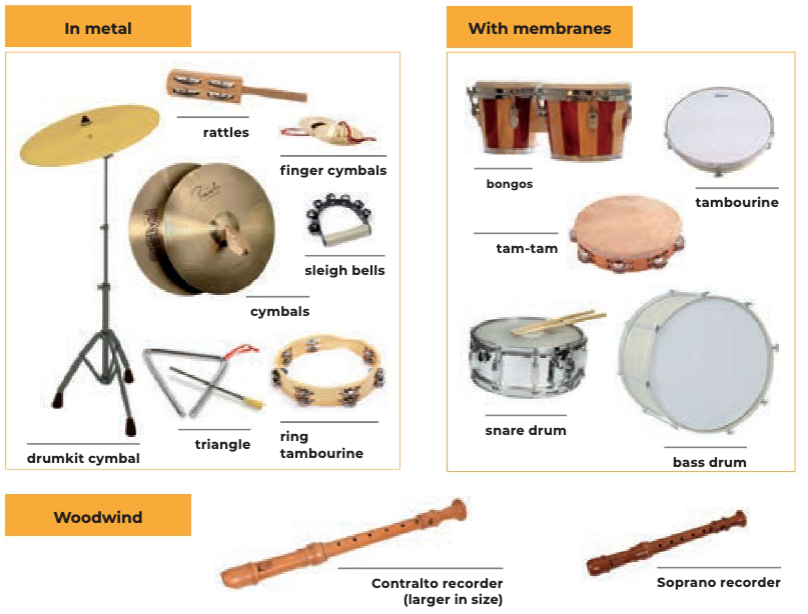 In metal
rattles
finger cymbals
sleigh bells
cymbals
drumkit cymbal
triangle
ring
tambourine
With membranes
bongos
tambourine
tam-tam
snare drum
bass drum
Woodwind
Contralto recorder
(larger in size)
Soprano recorder